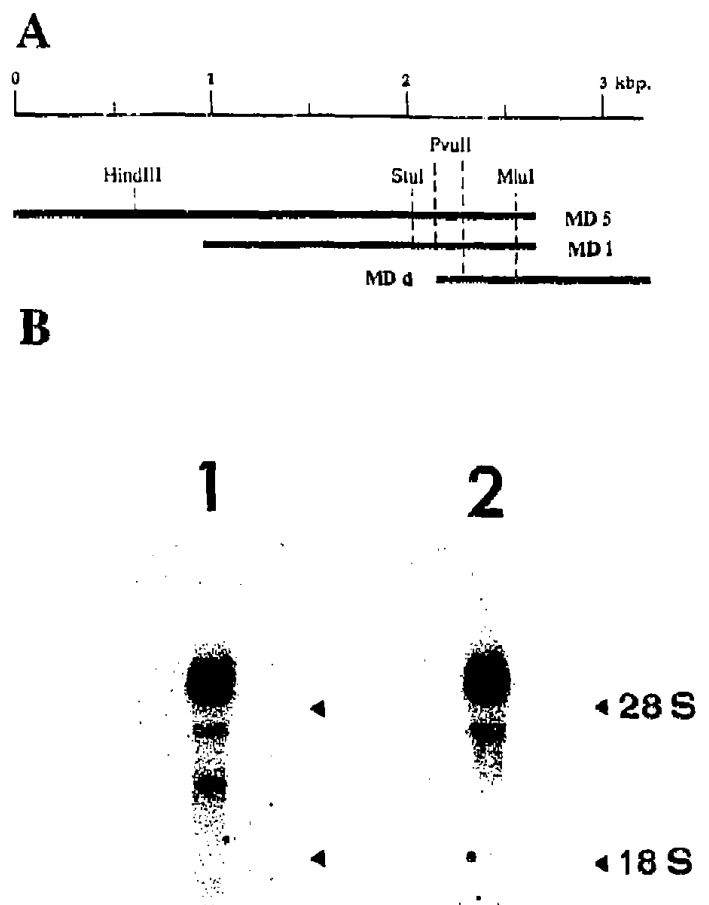 A
0 1 2 3 kbp.
PvuII
HindIII StuI MluI
MD 5
MD 1
MD d
B
1 2
28 S
18 S